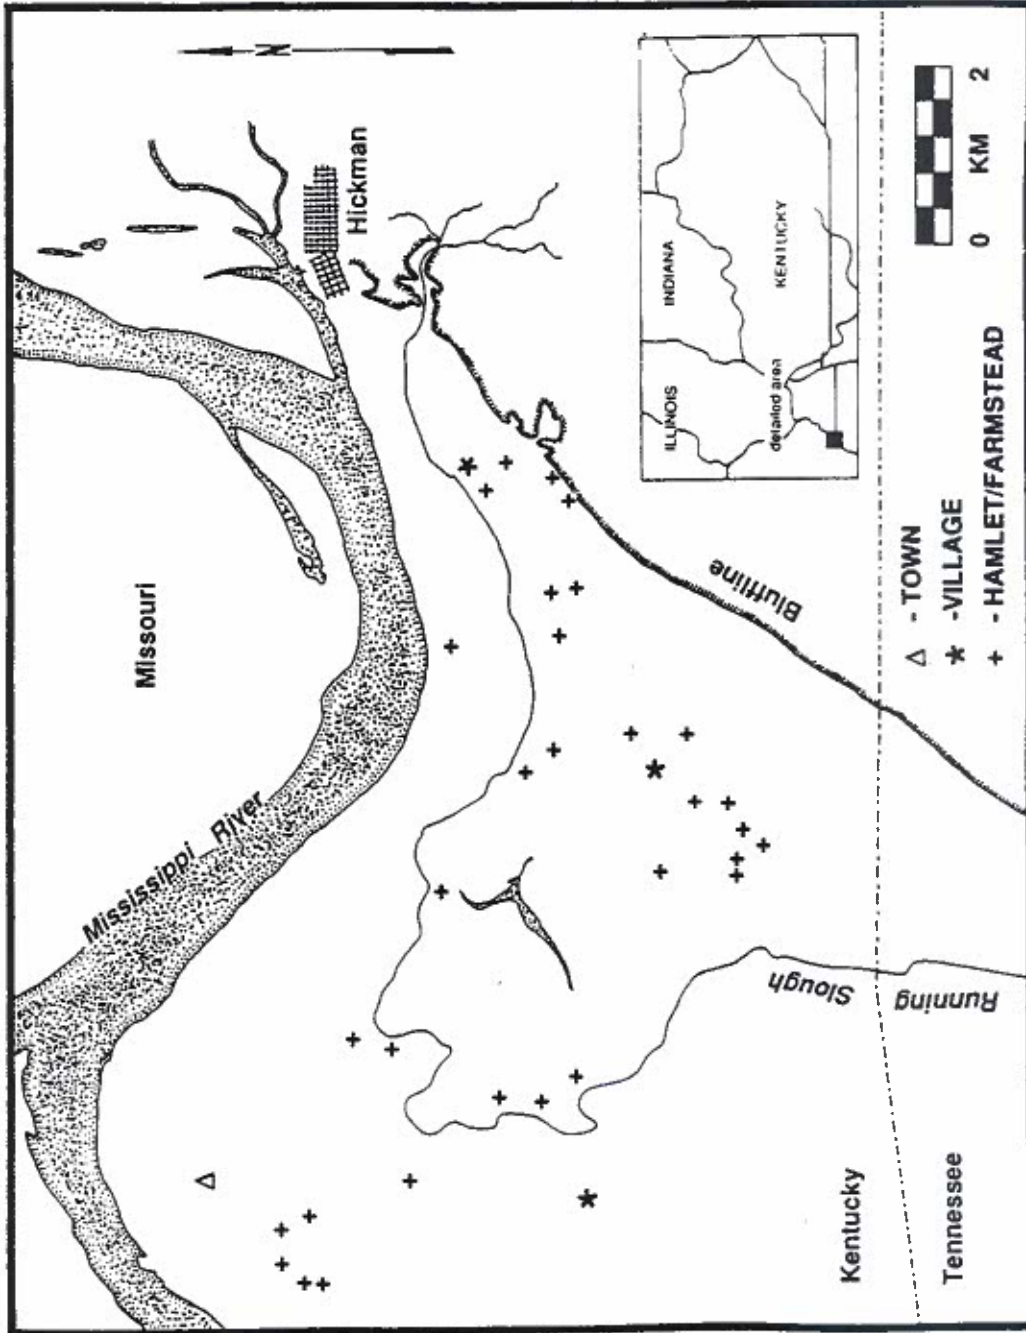 N
Missouri
Mississippi River
Hickman
Bluffline
Running
Slough
Kentucky
Tennessee
ILLINOIS
INDIANA
KENTUCKY
detailed area
△ - TOWN
* -VILLAGE
+ - HAMLET/FARMSTEAD
0 KM 2